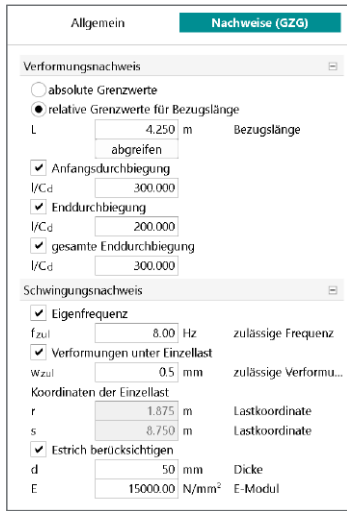 Allgemein Nachweise (GZG)
Verformungsnachweis
absolute Grenzwerte
relative Grenzwerte für Bezugslänge
L 4.250 m Bezugslänge
abgreifen
Anfangsdurchbiegung
l/Cd 300.000
Enddurchbiegung
l/Cd 200.000
gesamte Enddurchbiegung
l/Cd 300.000
Schwingungsnachweis
Eigenfrequenz
fzul 8.00 Hz zulässige Frequenz
Verformungen unter Einzellast
wzul 0.5 mm zulässige Verformu...
Koordinaten der Einzellast
r 1.875 m Lastkoordinate
s 8.750 m Lastkoordinate
Estrich berücksichtigen
d 50 mm Dicke
E 15000.00 N/mm² E-Modul